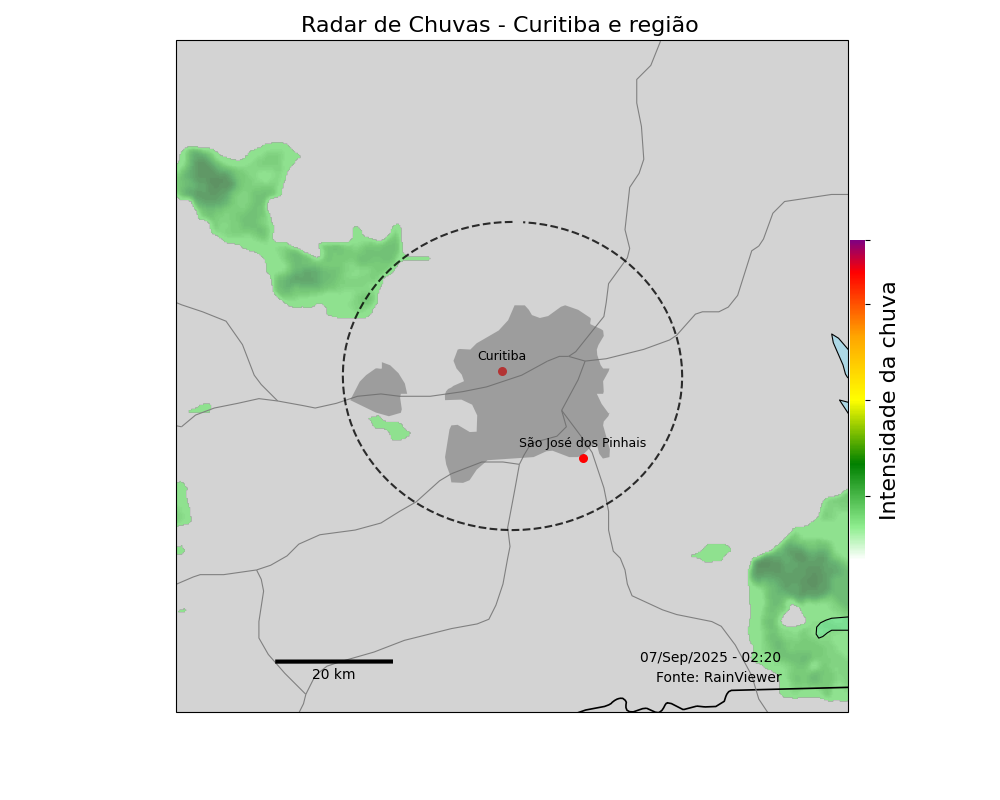 Radar de Chuvas - Curitiba e região
Curitiba
São José dos Pinhais
Intensidade da chuva
07/Sep/2025 - 02:20
20 km
Fonte: RainViewer